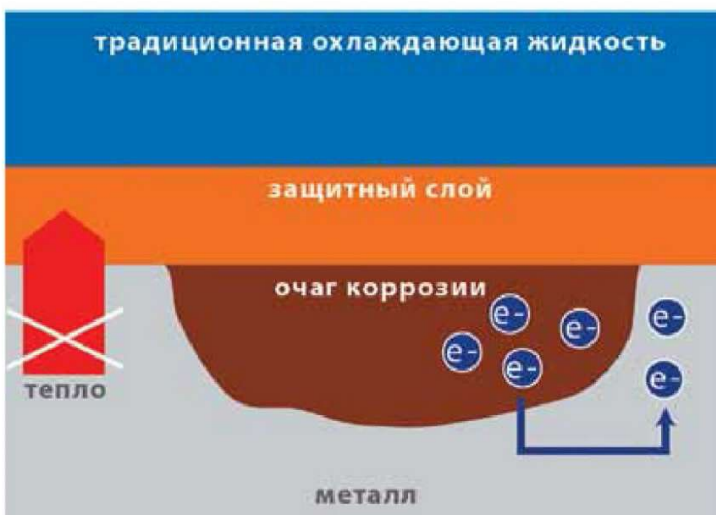 традиционная охлаждающая жидкость
защитный слой
очаг коррозии
e-
e-
e-
e-
e-
e-
тепло
металл